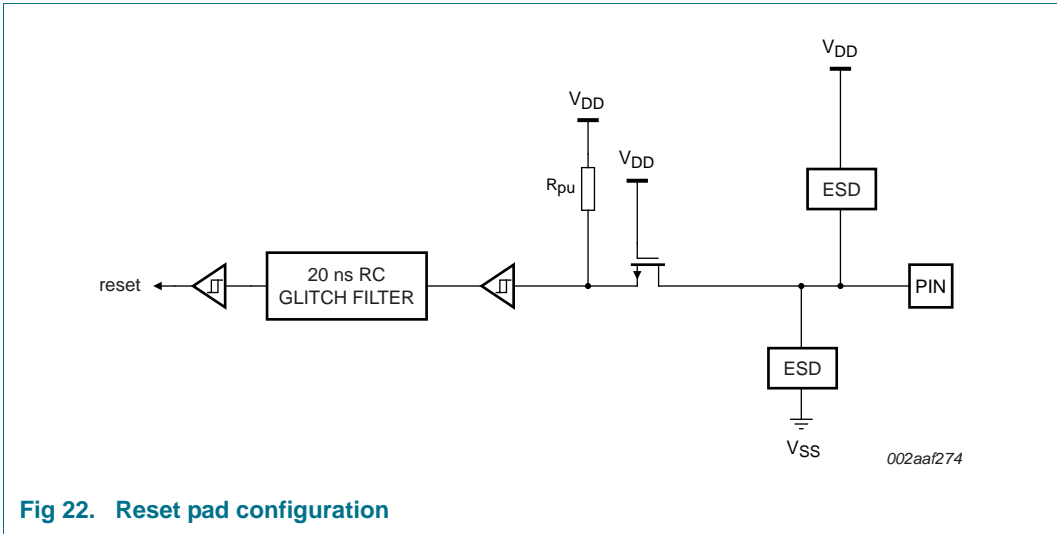 VDD
VDD
VDD
Rpu
ESD
reset
20 ns RC
GLITCH FILTER
PIN
ESD
VSS
002aaf274
Fig 22. Reset pad configuration